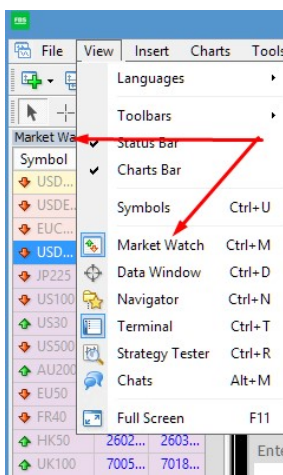 FBS
File View Insert Charts Tools
Languages
Toolbars
Market Wa
Status Bar
Symbol
Charts Bar
USD...
USDE..
Symbols Ctrl+U
EUC...
USD...
Market Watch Ctrl+M
JP225
Data Window Ctrl+D
US100
Navigator Ctrl+N
US30
Terminal Ctrl+T
US500
Strategy Tester Ctrl+R
AU200
Chats Alt+M
EU50
FR40
Full Screen F11
HK50 2602... 2603...
UK100 7005... 7018...
Ente